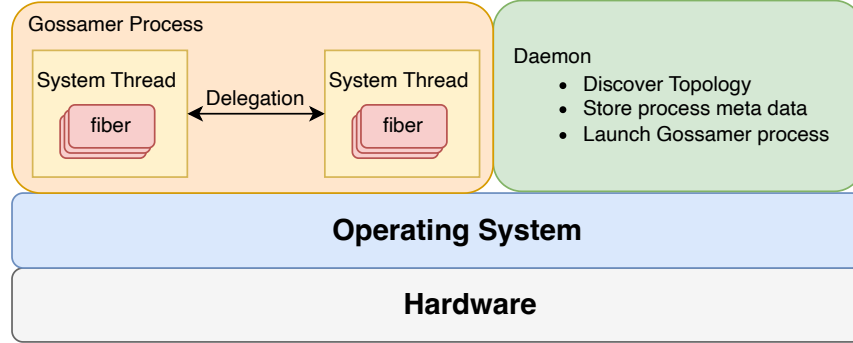 Gossamer Process
System Thread
fiber
Delegation
System Thread
fiber
Daemon
• Discover Topology
• Store process meta data
• Launch Gossamer process
Operating System
Hardware